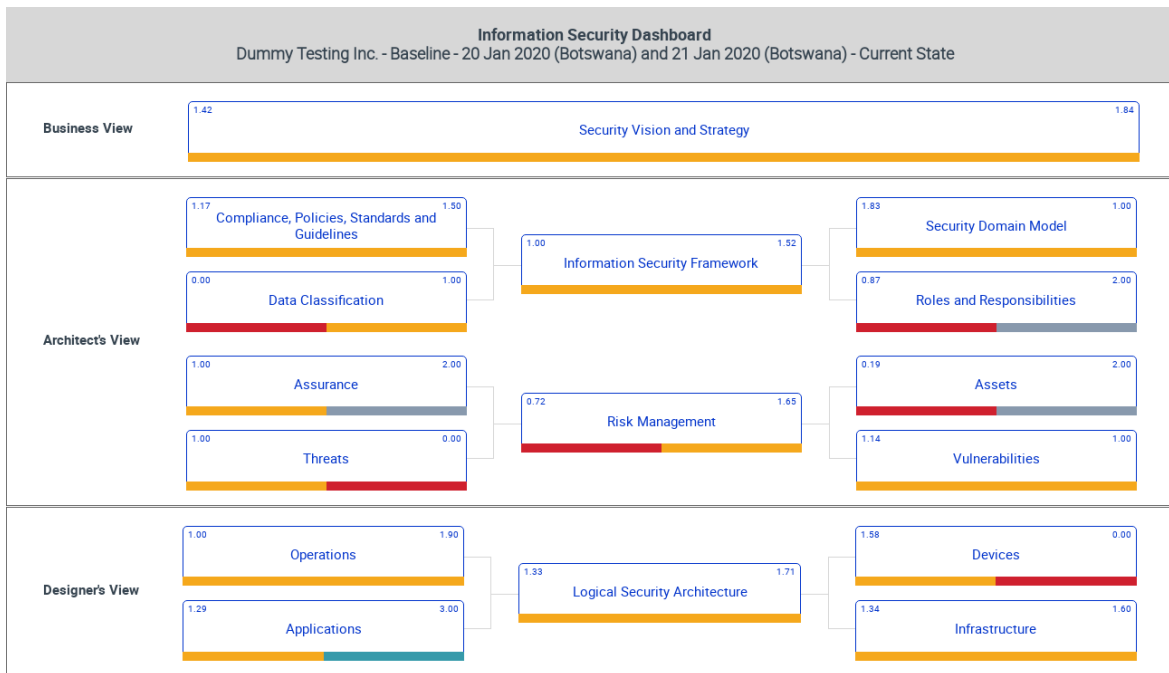 Information Security Dashboard
Dummy Testing Inc. - Baseline - 20 Jan 2020 (Botswana) and 21 Jan 2020 (Botswana) - Current State
Business View
1.42 1.84
Security Vision and Strategy
Architect's View
1.17 1.50
Compliance, Policies, Standards and
Guidelines
0.00 1.00
Data Classification
1.00 1.52
Information Security Framework
1.83 1.00
Security Domain Model
0.87 2.00
Roles and Responsibilities
1.00 2.00
Assurance
1.00 0.00
Threats
0.72 1.65
Risk Management
0.19 2.00
Assets
1.14 1.00
Vulnerabilities
Designer's View
1.00 1.90
Operations
1.29 3.00
Applications
1.33 1.71
Logical Security Architecture
1.58 0.00
Devices
1.34 1.60
Infrastructure